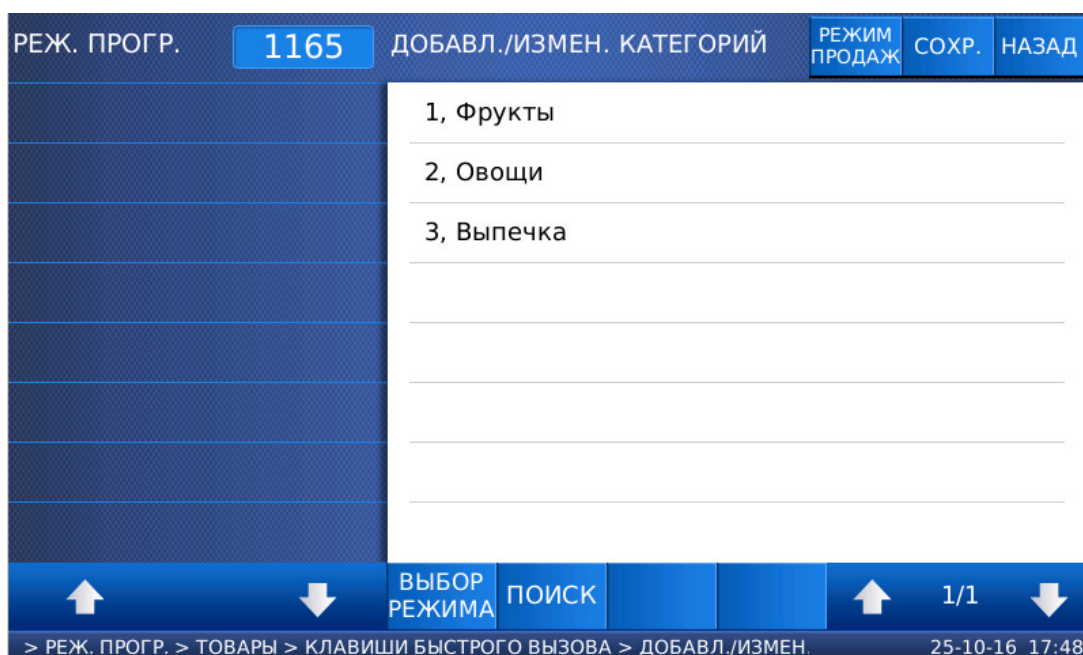 РЕЖ. ПРОГР.
1165
ДОБАВЛ./ИЗМЕН. КАТЕГОРИЙ
РЕЖИМ
ПРОДАЖ
СОХР.
НАЗАД
1, Фрукты
2, Овощи
3, Выпечка
ВЫБОР
РЕЖИМА
ПОИСК
1/1
> РЕЖ. ПРОГР. > ТОВАРЫ > КЛАВИШИ БЫСТРОГО ВЫЗОВА > ДОБАВЛ./ИЗМЕН.
25-10-16 17:48